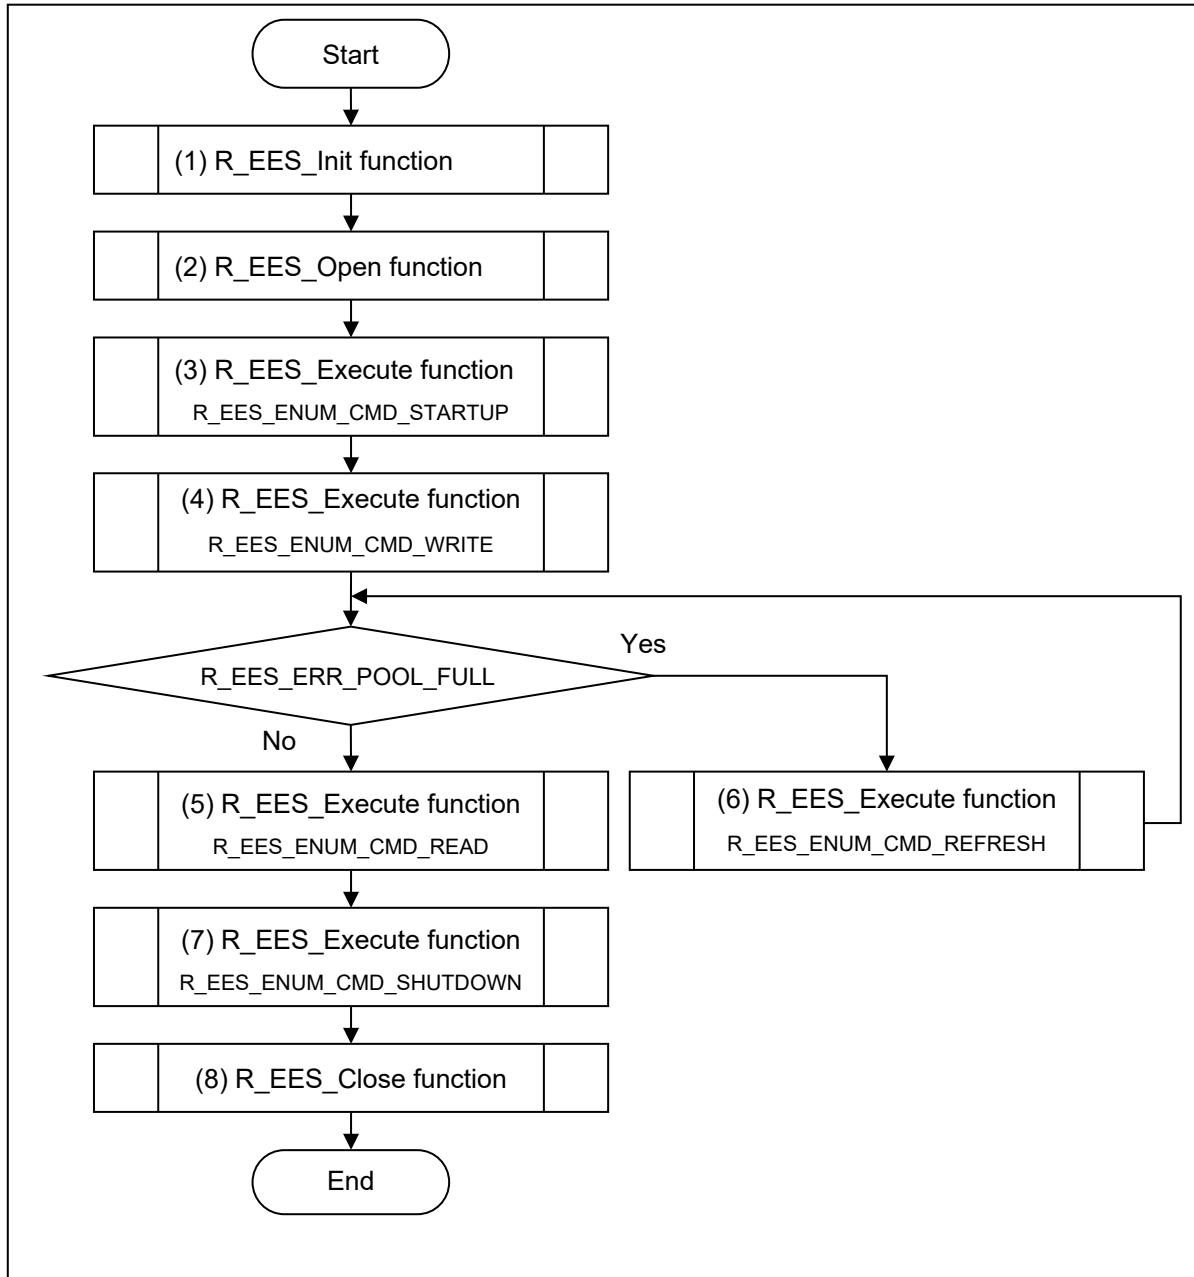 Start
(1) R_EES_Init function
(2) R_EES_Open function
(3) R_EES_Execute function
R_EES_ENUM_CMD_STARTUP
(4) R_EES_Execute function
R_EES_ENUM_CMD_WRITE
Yes
R_EES_ERR_POOL_FULL
No
(5) R_EES_Execute function
R_EES_ENUM_CMD_READ
(6) R_EES_Execute function
R_EES_ENUM_CMD_REFRESH
(7) R_EES_Execute function
R_EES_ENUM_CMD_SHUTDOWN
(8) R_EES_Close function
End